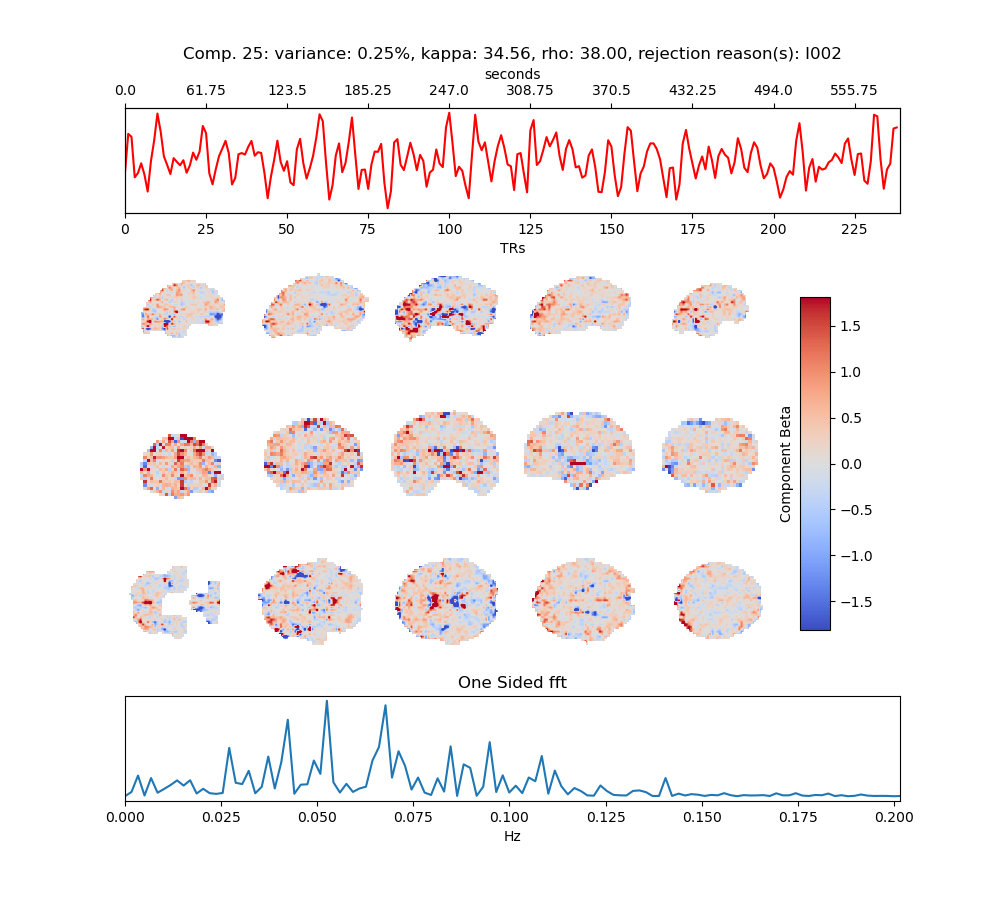 Comp. 25: variance: 0.25%, kappa: 34.56, rho: 38.00, rejection reason(s): I002
seconds
0.0 61.75 123.5 185.25 247.0 308.75 370.5 432.25 494.0 555.75
0 25 50 75 100 125 150 175 200 225
TRs
1.5
1.0
0.5
0.0
−0.5
−1.0
−1.5
Component Beta
One Sided fft
0.000 0.025 0.050 0.075 0.100 0.125 0.150 0.175 0.200
Hz